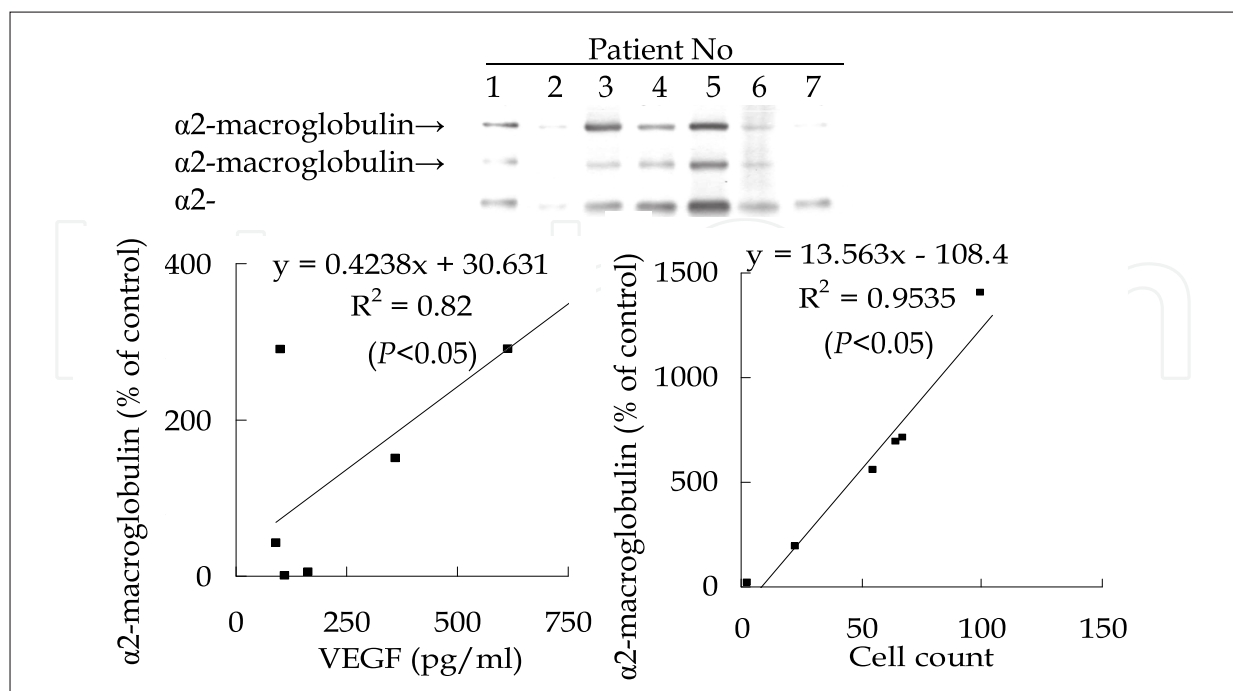 Patient No
1 2 3 4 5 6 7
α2-macroglobulin→
α2-macroglobulin→
α2-
α2-macroglobulin (% of control)
400
200
0
y = 0.4238x + 30.631
R² = 0.82
(P<0.05)
0 250 500 750
VEGF (pg/ml)
α2-macroglobulin (% of control)
1500
1000
500
0
y = 13.563x - 108.4
R² = 0.9535
(P<0.05)
0 50 100 150
Cell count